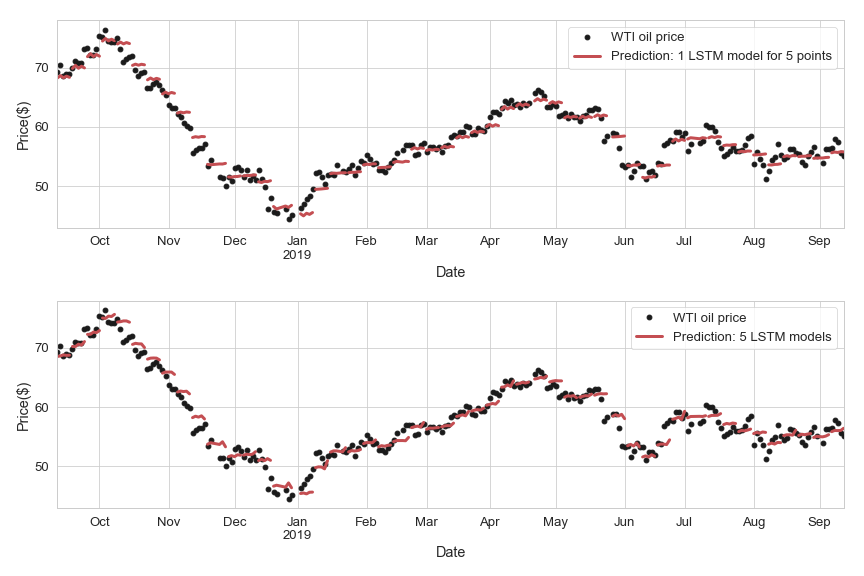 WTI oil price
Prediction: 1 LSTM model for 5 points
Price($)
70
60
50
Oct Nov Dec Jan Feb Mar Apr May Jun Jul Aug Sep
2019
Date
WTI oil price
Prediction: 5 LSTM models
Price($)
70
60
50
Oct Nov Dec Jan Feb Mar Apr May Jun Jul Aug Sep
2019
Date